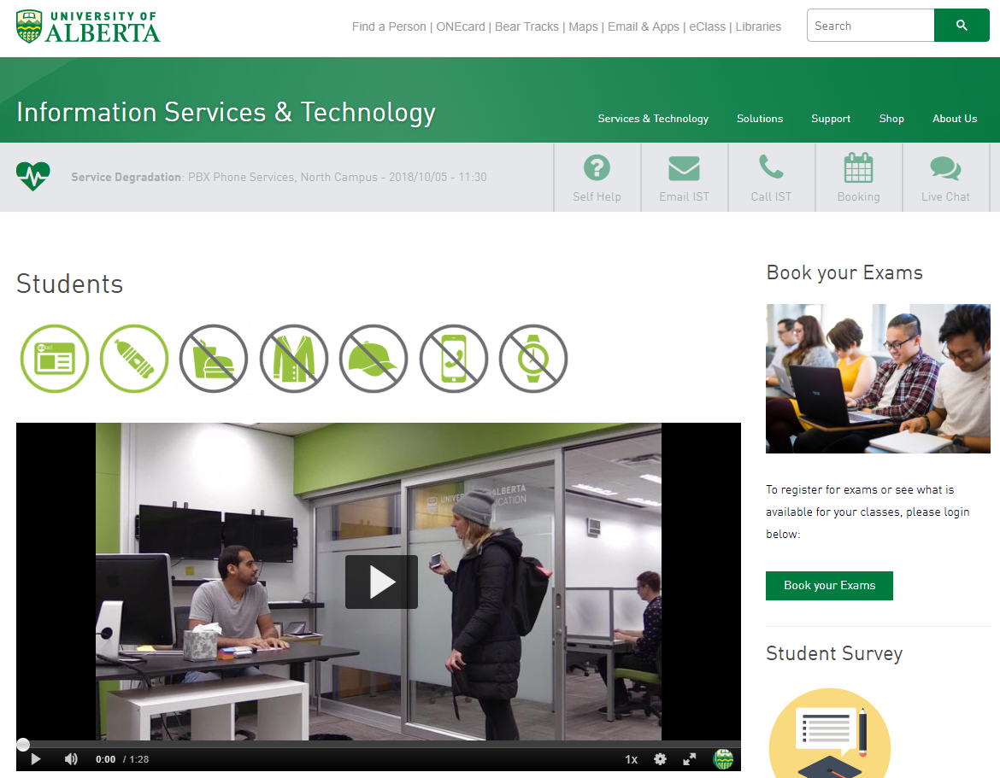 UNIVERSITY OF
ALBERTA
Find a Person | ONEcard | Bear Tracks | Maps | Email & Apps | eClass | Libraries
Search
Information Services & Technology
Services & Technology
Solutions
Support
Shop
About Us
Service Degradation: PBX Phone Services, North Campus - 2018/10/05 - 11:30
Self Help
Email IST
Call IST
Booking
Live Chat
Students
Book your Exams
To register for exams or see what is
available for your classes, please login
below:
Book your Exams
Student Survey
ALBERTA
0:00 / 1:28
1x